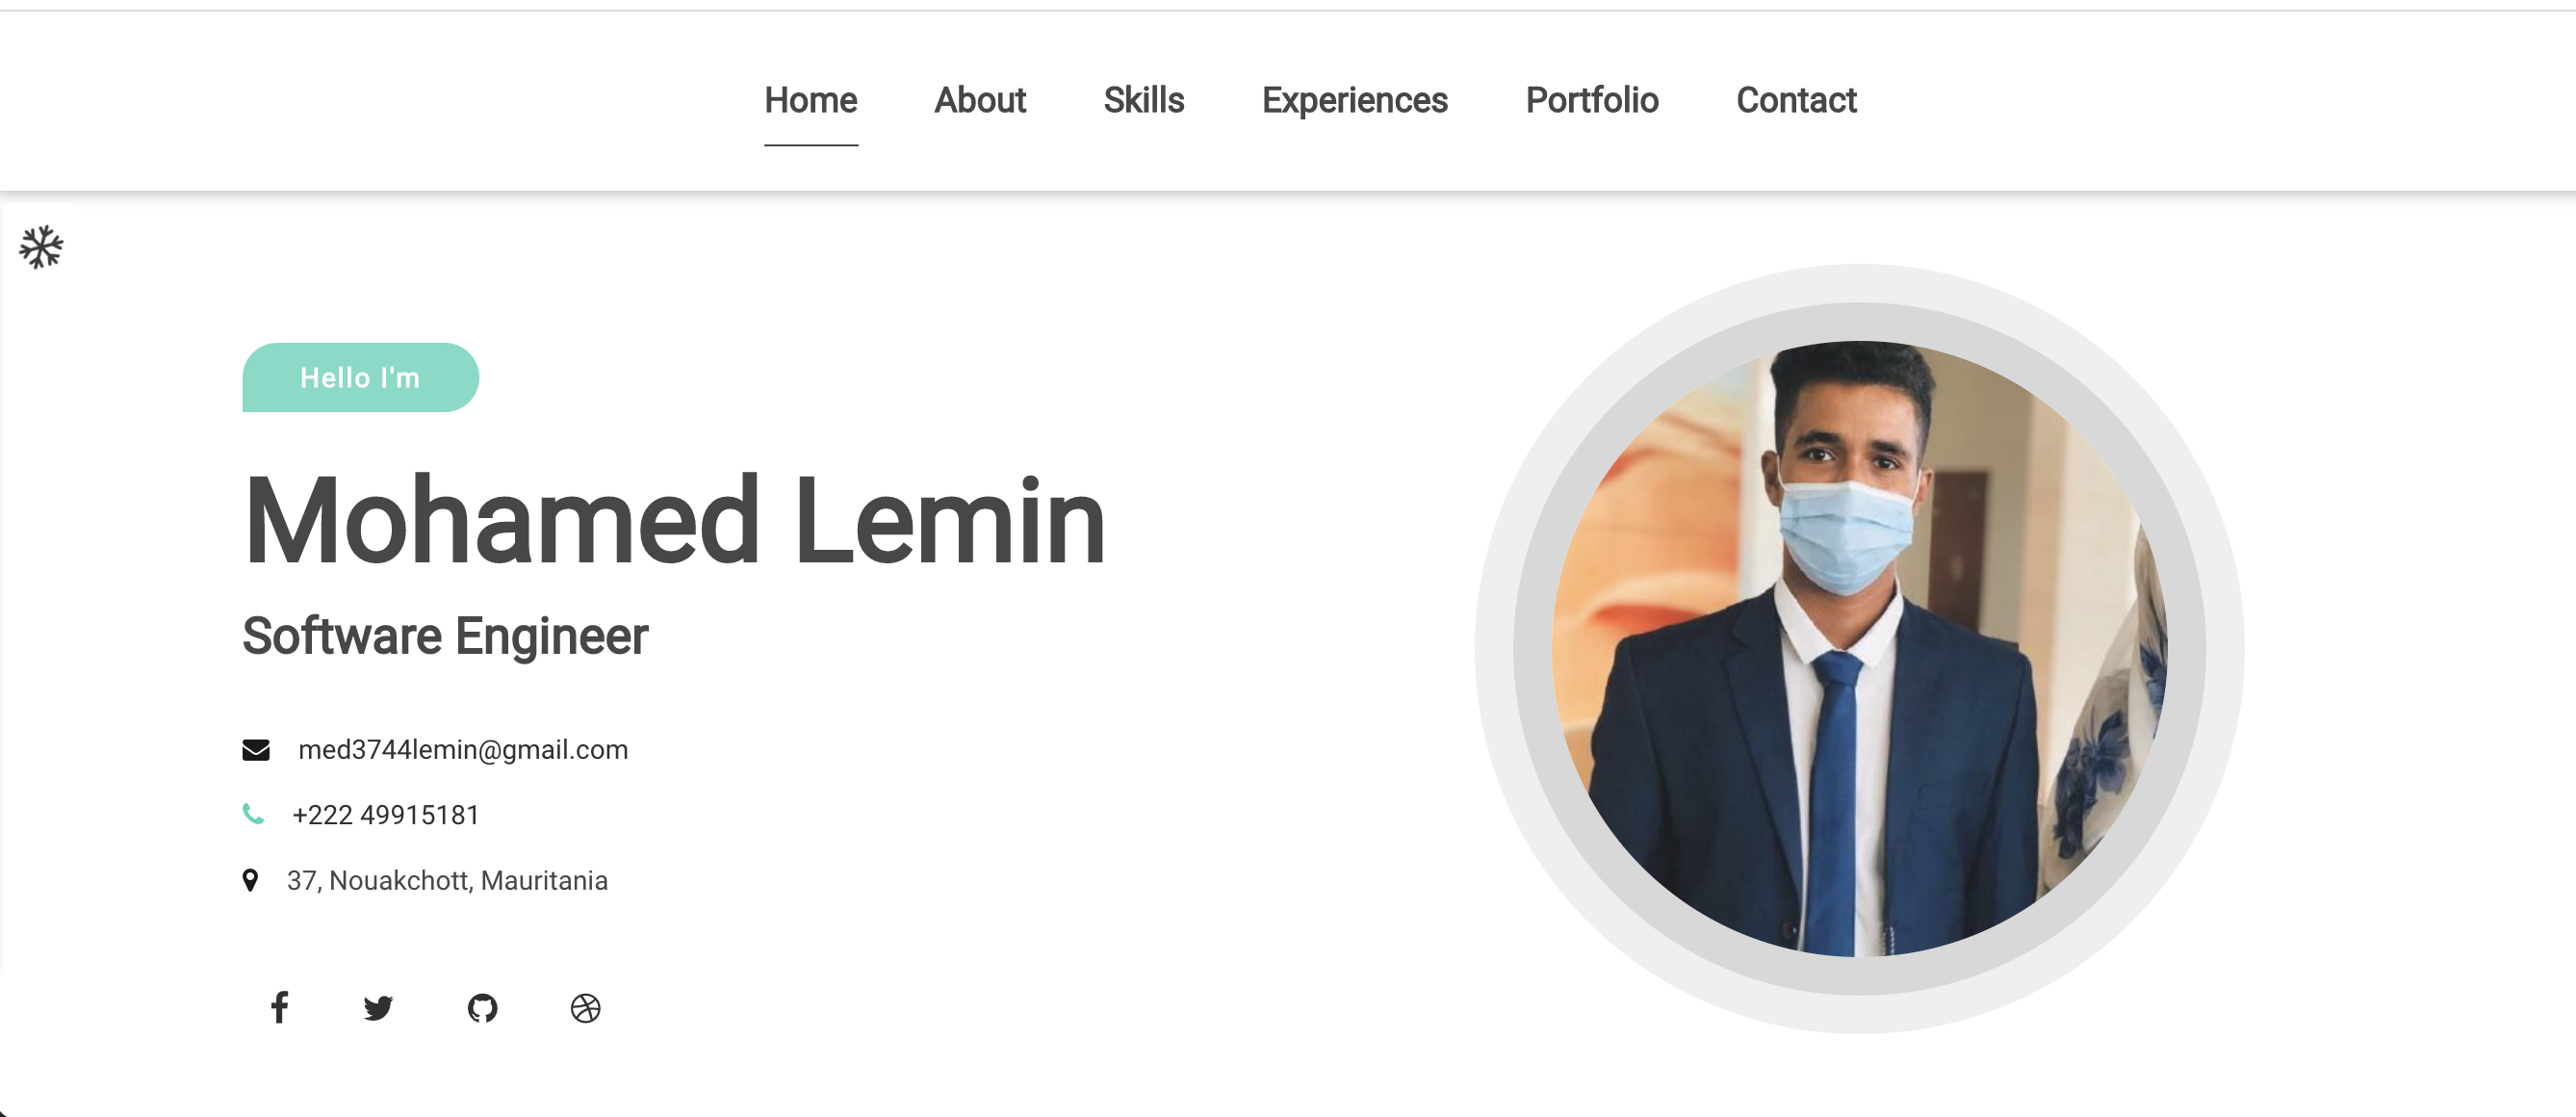 Home About Skills Experiences Portfolio Contact
Hello I'm
Mohamed Lemin
Software Engineer
med3744lemin@gmail.com
+222 49915181
37, Nouakchott, Mauritania